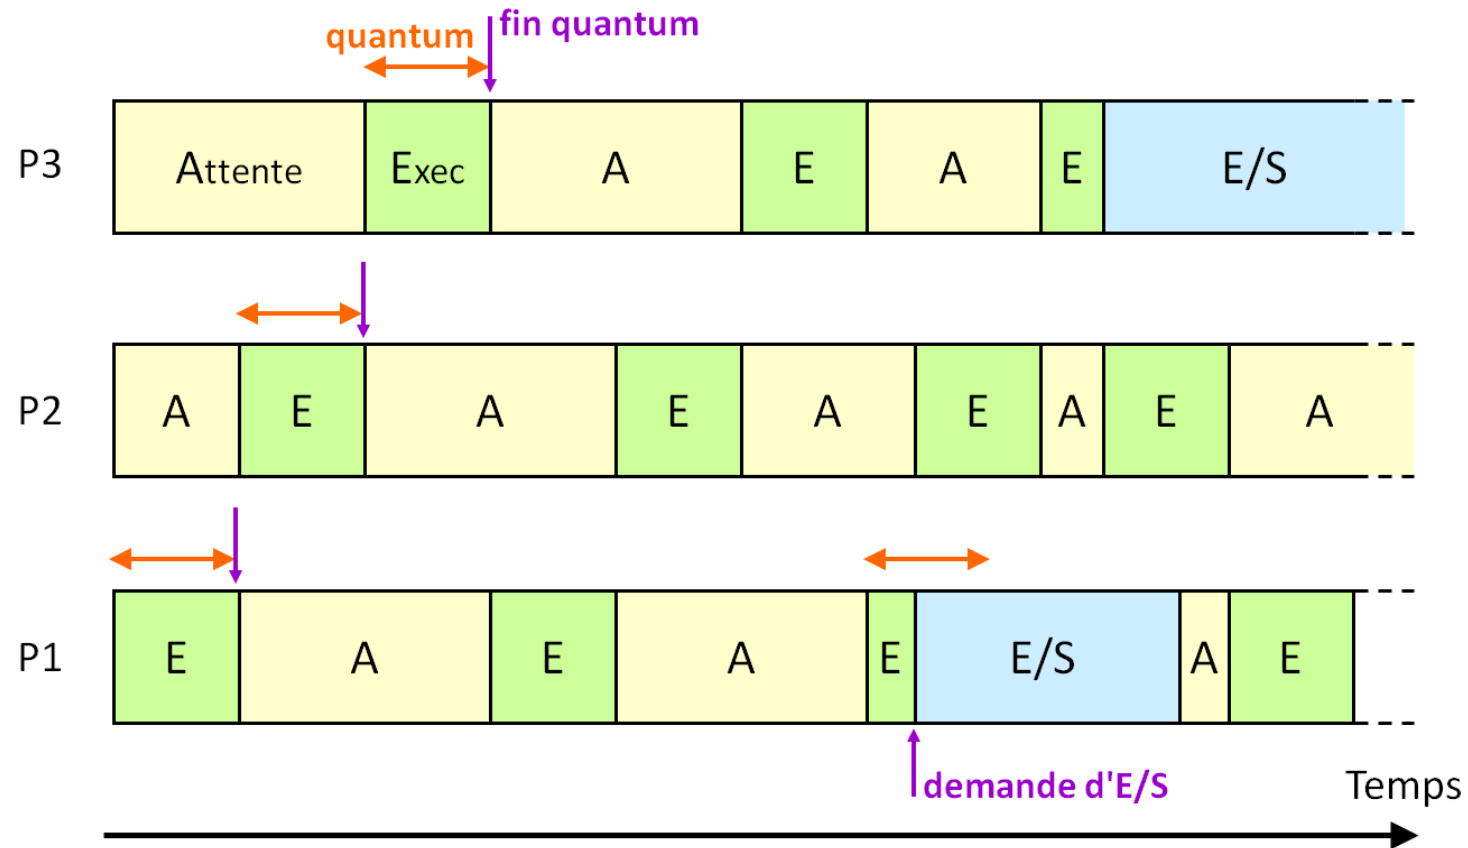 fin quantum
quantum
P3 Attente Exec A E A E E/S
P2 A E A E A E A E A
P1 E A E A E E/S A E
demande d'E/S
Temps